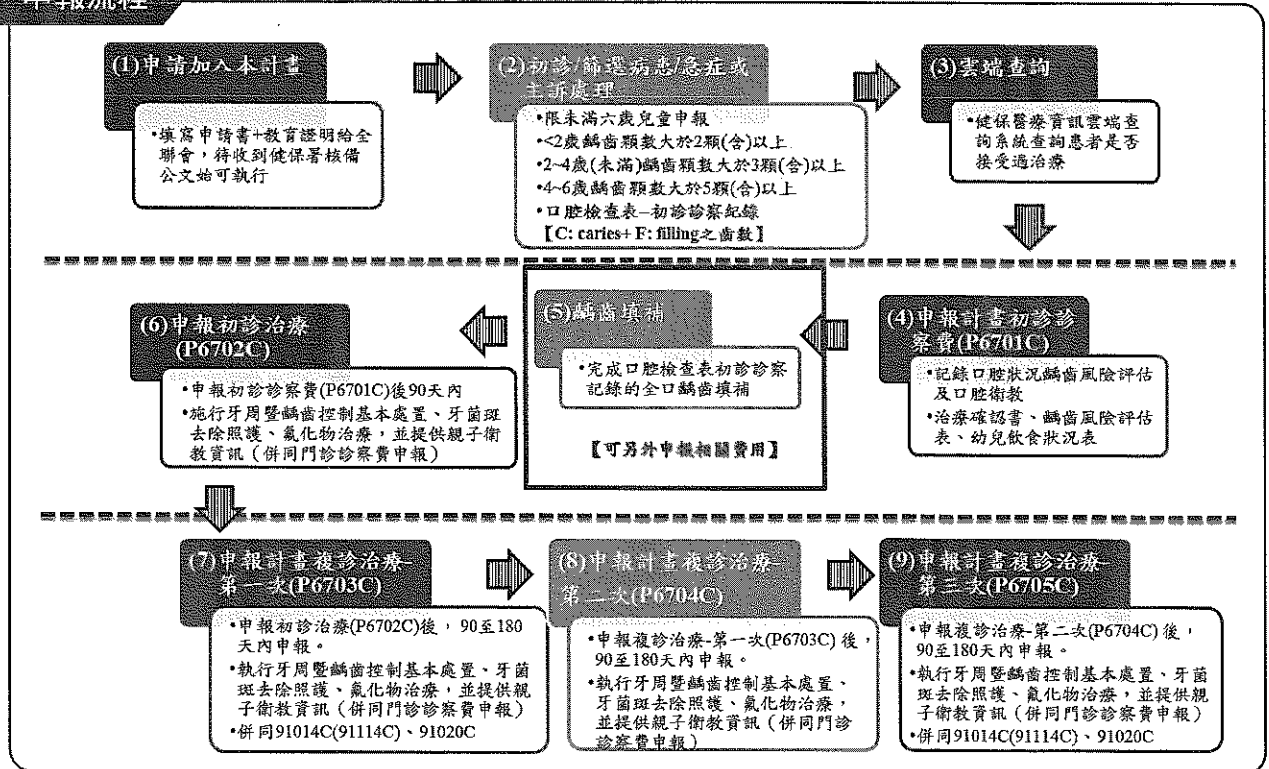 申報流程
(1)申請加入本計畫
•填寫申請書+教育證明給全
聯會，待收到健保署核備
公文始可執行
(2)初診/篩選病患/急症或
主訴處理
•限未滿六歲兒童申報
•<2歲齲齒顆數大於2顆(含)以上
•2~4歲(未滿)齲齒顆數大於3顆(含)以上
•4~6歲齲齒顆數大於5顆(含)以上
•口腔檢查表–初診診察紀錄
【C: caries+ F: filling之齒數】
(3)雲端查詢
•健保醫療資訊雲端查
詢系統查詢患者是否
接受過治療
(4)申報計畫初診診
察費(P6701C)
•記錄口腔狀況齲齒風險評估
及口腔衛教
•治療確認書、齲齒風險評估
表、幼兒飲食狀況表
(5)齲齒填補
•完成口腔檢查表初診診察
記錄的全口齲齒填補
【可另外申報相關費用】
(6)申報初診治療
(P6702C)
•申報初診診察費(P6701C)後90天內
•施行牙周暨齲齒控制基本處置、牙菌斑
去除照護、氟化物治療，並提供親子衛
教資訊（併同門診診察費申報）
(7)申報計畫複診治療-
第一次(P6703C)
•申報初診治療(P6702C)後，90至180
天內申報。
•執行牙周暨齲齒控制基本處置、牙菌
斑去除照護、氟化物治療，並提供親
子衛教資訊（併同門診診察費申報）
•併同91014C(91114C)、91020C
(8)申報計畫複診治療-
第二次(P6704C)
•申報複診治療-第一次(P6703C) 後，
90至180天內申報。
•執行牙周暨齲齒控制基本處置、
牙菌斑去除照護、氟化物治療，
並提供親子衛教資訊（併同門診
診察費申報）
(9)申報計畫複診治療-
第三次(P6705C)
•申報複診治療-第二次(P6704C) 後，
90至180天內申報。
•執行牙周暨齲齒控制基本處置、牙
菌斑去除照護、氟化物治療，並提供
親子衛教資訊（併同門診診察費申報）
•併同91014C(91114C)、91020C